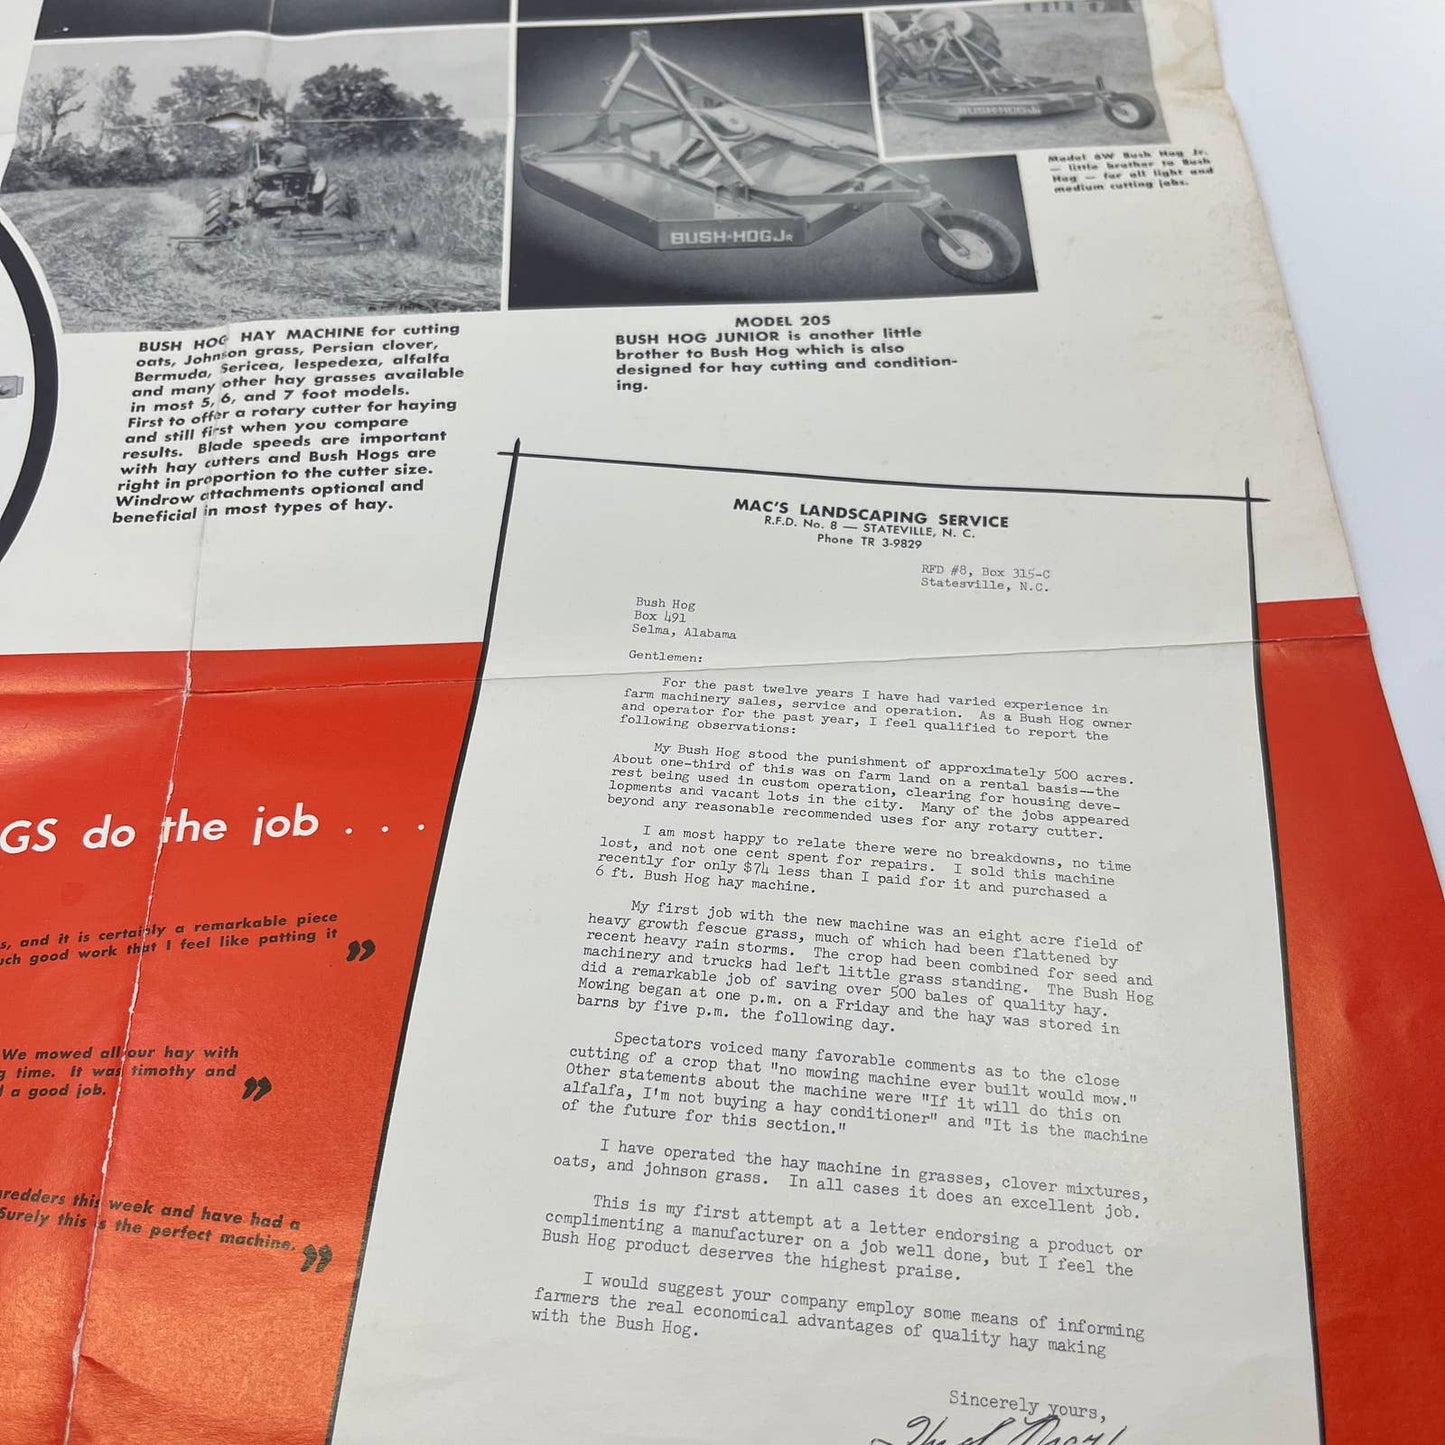 BUSH-HOG Jr
BUSH-HOG JR
Model 6W Bush Hog Jr.
— little brother to Bush
Hog — for all light and
medium cutting jobs.
BUSH HOG HAY MACHINE for cutting
oats, Johnson grass, Persian clover,
Bermuda, Sericea, lespedeza, alfalfa
and many other hay grasses available
in most 5, 6, and 7 foot models.
First to offer a rotary cutter for haying
and still first when you compare
results. Blade speeds are important
with hay cutters and Bush Hogs are
right in proportion to the cutter size.
Windrow attachments optional and
beneficial in most types of hay.
MODEL 205
BUSH HOG JUNIOR is another little
brother to Bush Hog which is also
designed for hay cutting and condition-
ing.
GS do the job . . .
s, and it is certainly a remarkable piece
uch good work that I feel like patting it ”
We mowed all our hay with
g time. It was timothy and
a good job. ”
redders this week and have had a
Surely this is the perfect machine. ”
MAC'S LANDSCAPING SERVICE
R.F.D. No. 8 — STATEVILLE, N. C.
Phone TR 3-9829
RFD #8, Box 315-C
Statesville, N.C.
Bush Hog
Box 491
Selma, Alabama
Gentlemen:
For the past twelve years I have had varied experience in
farm machinery sales, service and operation. As a Bush Hog owner
and operator for the past year, I feel qualified to report the
following observations:
My Bush Hog stood the punishment of approximately 500 acres.
About one-third of this was on farm land on a rental basis--the
rest being used in custom operation, clearing for housing deve-
lopments and vacant lots in the city. Many of the jobs appeared
beyond any reasonable recommended uses for any rotary cutter.
I am most happy to relate there were no breakdowns, no time
lost, and not one cent spent for repairs. I sold this machine
recently for only $74 less than I paid for it and purchased a
6 ft. Bush Hog hay machine.
My first job with the new machine was an eight acre field of
heavy growth fescue grass, much of which had been flattened by
recent heavy rain storms. The crop had been combined for seed and
machinery and trucks had left little grass standing. The Bush Hog
did a remarkable job of saving over 500 bales of quality hay.
Mowing began at one p.m. on a Friday and the hay was stored in
barns by five p.m. the following day.
Spectators voiced many favorable comments as to the close
cutting of a crop that "no mowing machine ever built would mow."
Other statements about the machine were "If it will do this on
alfalfa, I'm not buying a hay conditioner" and "It is the machine
of the future for this section."
I have operated the hay machine in grasses, clover mixtures,
oats, and johnson grass. In all cases it does an excellent job.
This is my first attempt at a letter endorsing a product or
complimenting a manufacturer on a job well done, but I feel the
Bush Hog product deserves the highest praise.
I would suggest your company employ some means of informing
farmers the real economical advantages of quality hay making
with the Bush Hog.
Sincerely yours,